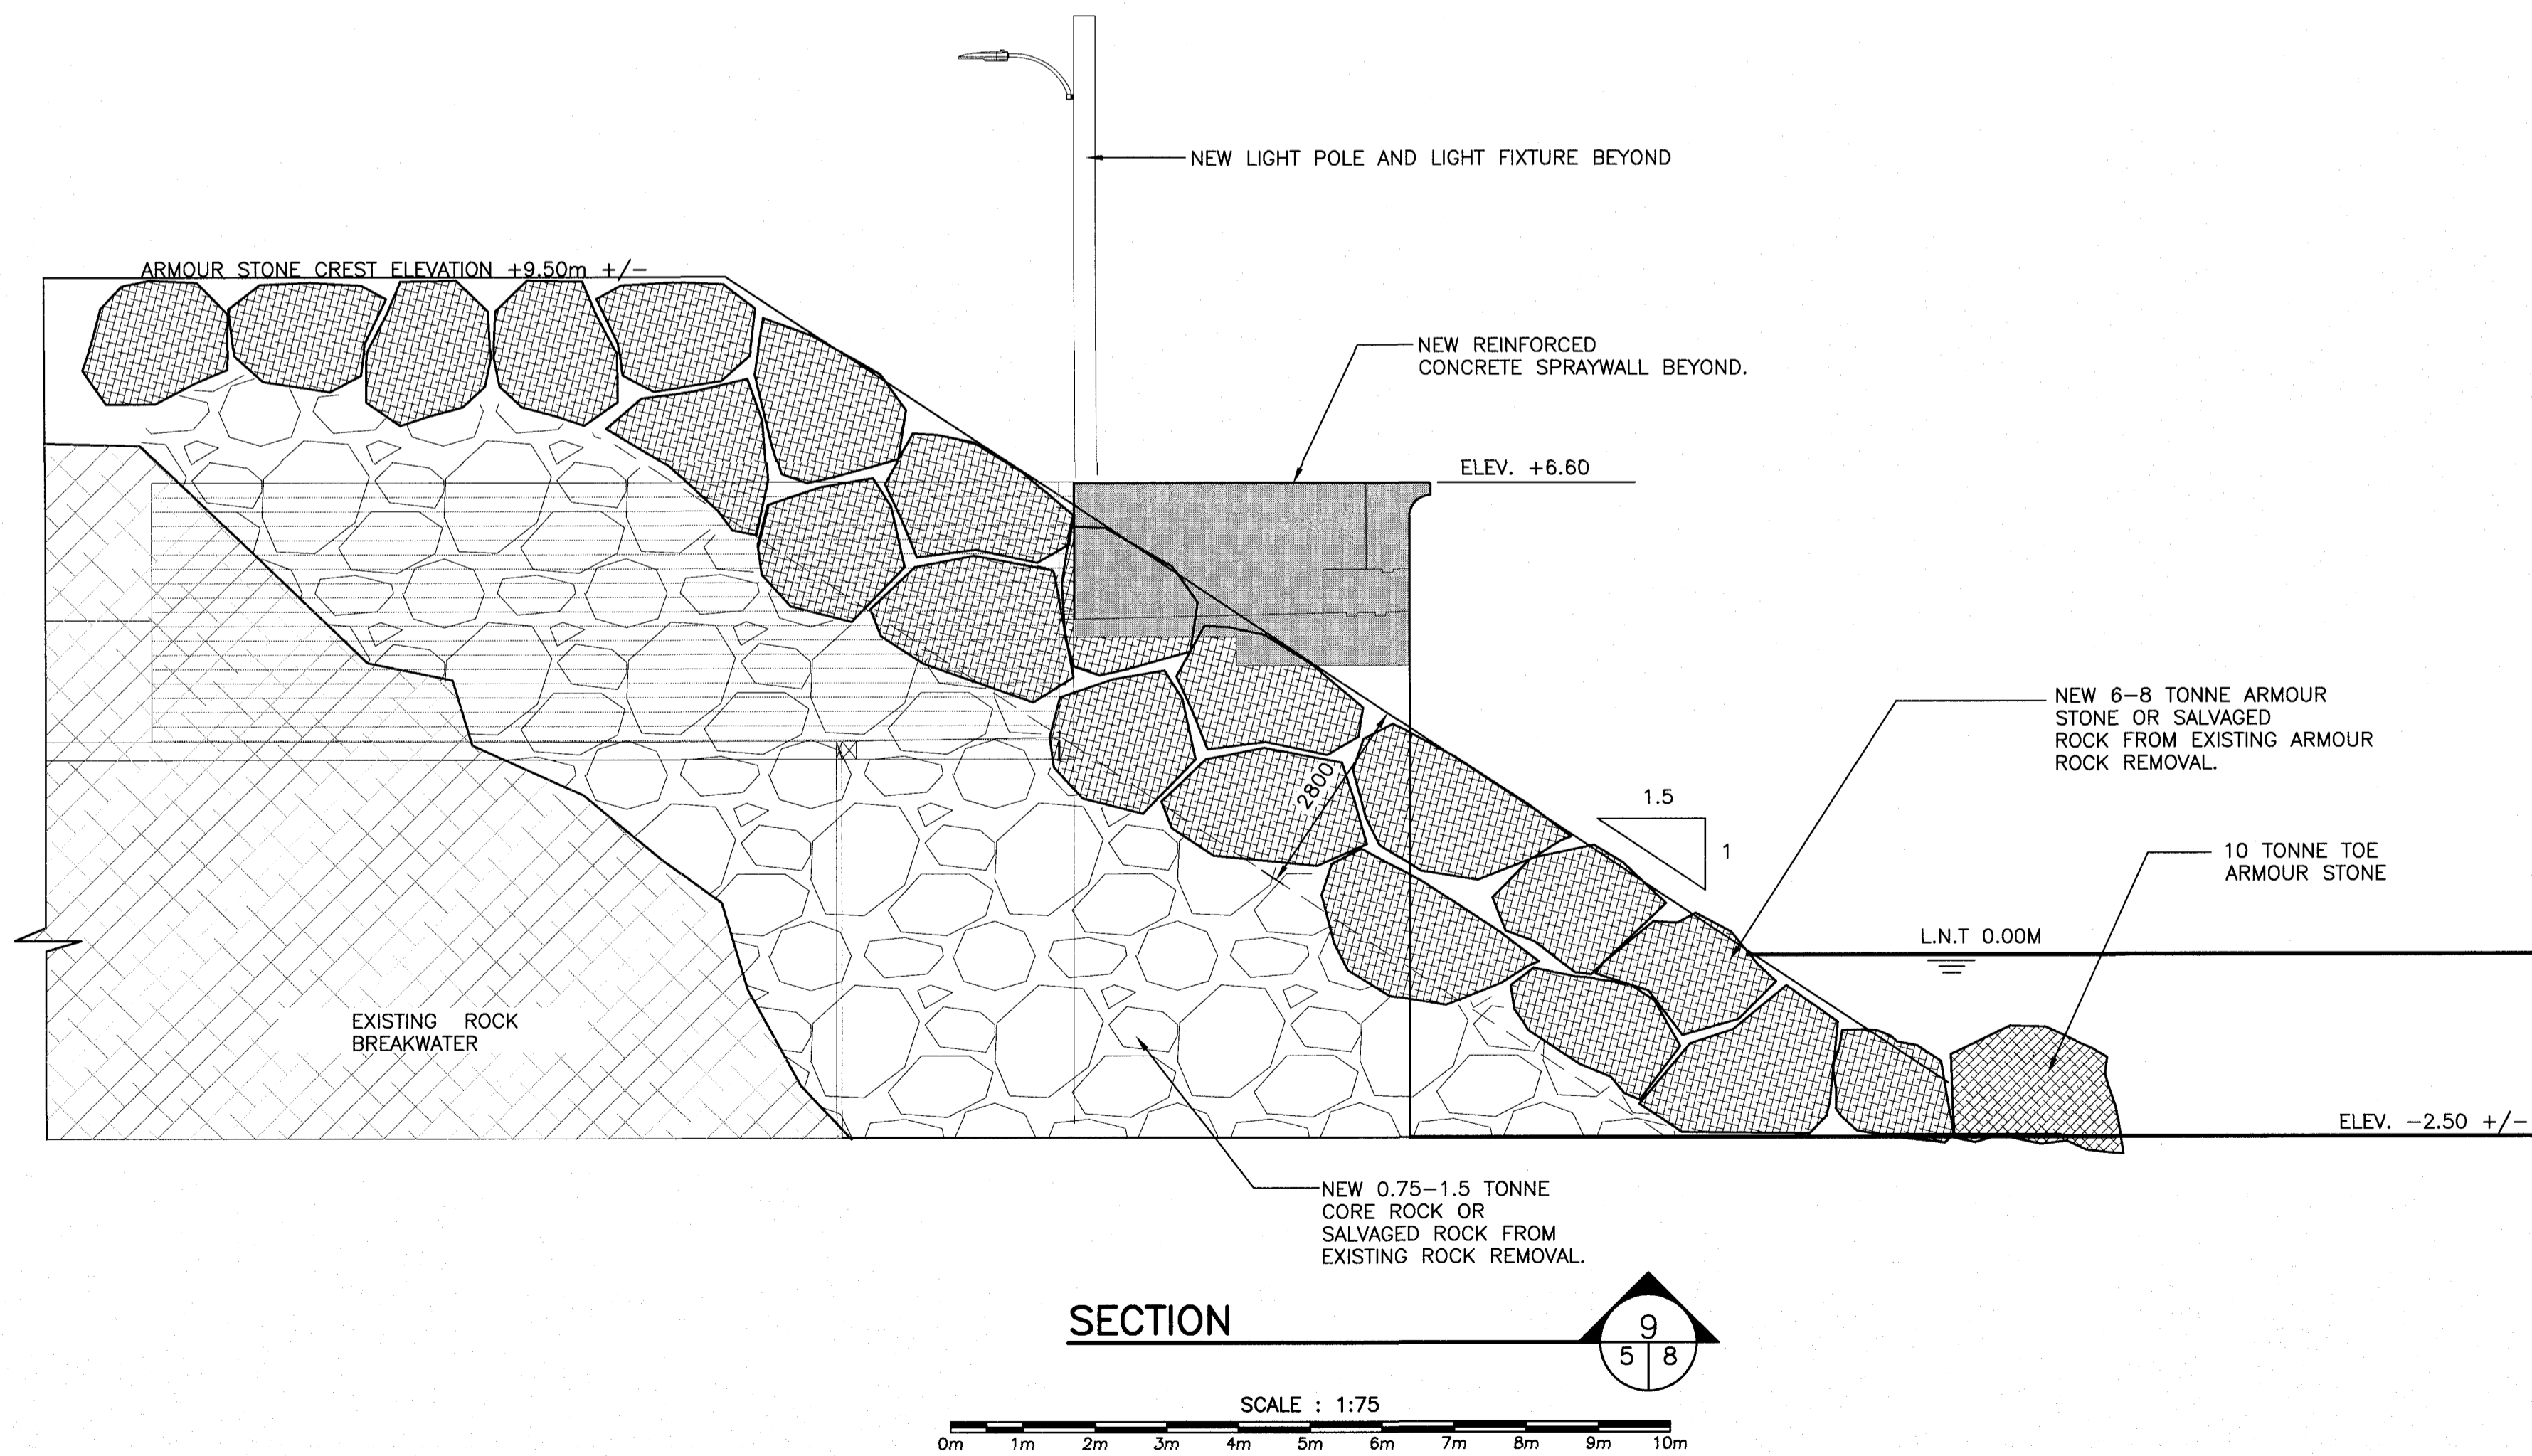 NEW LIGHT POLE AND LIGHT FIXTURE BEYOND
ARMOUR STONE CREST ELEVATION +9.50m +/-
NEW REINFORCED
CONCRETE SPRAYWALL BEYOND.
ELEV. +6.60
NEW 6-8 TONNE ARMOUR
STONE OR SALVAGED
ROCK FROM EXISTING ARMOUR
ROCK REMOVAL.
2800
1.5
1
10 TONNE TOE
ARMOUR STONE
L.N.T 0.00M
EXISTING ROCK
BREAKWATER
ELEV. -2.50 +/-
NEW 0.75-1.5 TONNE
CORE ROCK OR
SALVAGED ROCK FROM
EXISTING ROCK REMOVAL.
SECTION
9
5 8
SCALE : 1:75
0m 1m 2m 3m 4m 5m 6m 7m 8m 9m 10m